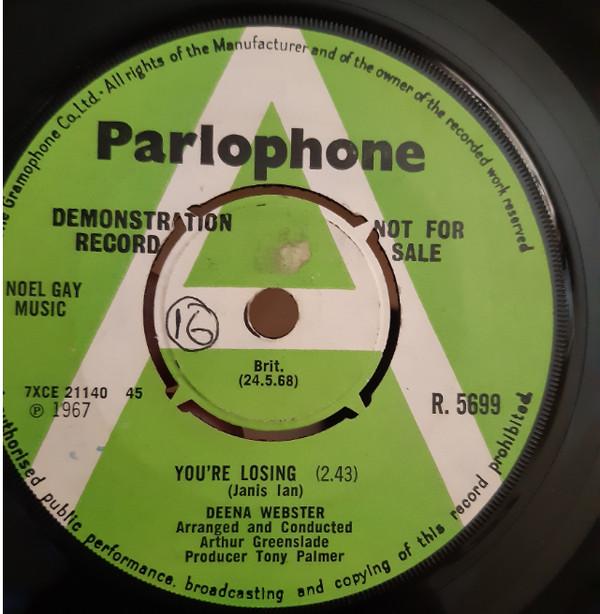 he Gramophone Co. Ltd. · All rights of the Manufacturer and of the owner of the recorded work reserved
Parlophone
DEMONSTRATION
RECORD
NOT FOR
SALE
NOEL GAY
MUSIC
16
Brit.
(24.5.68)
7XCE 21140 45
℗ 1967
R. 5699
YOU'RE LOSING (2.43)
(Janis Ian)
DEENA WEBSTER
Arranged and Conducted
Arthur Greenslade
Producer Tony Palmer
uthorised public performance. broadcasting and copying of this record prohibited